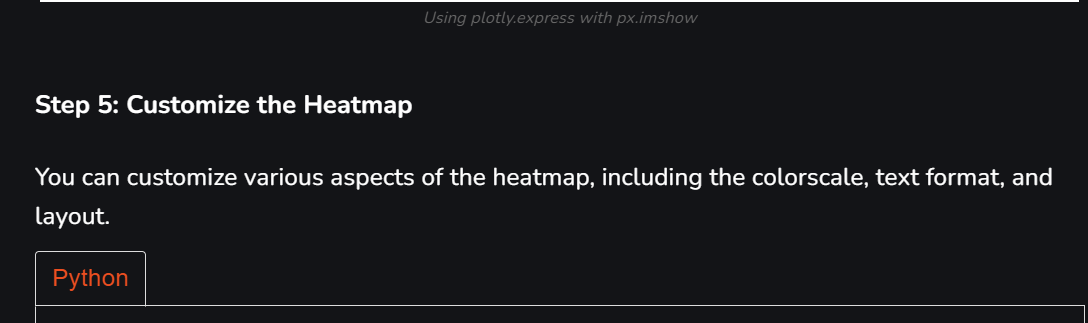 Using plotly.express with px.imshow
Step 5: Customize the Heatmap
You can customize various aspects of the heatmap, including the colorscale, text format, and
layout.
Python